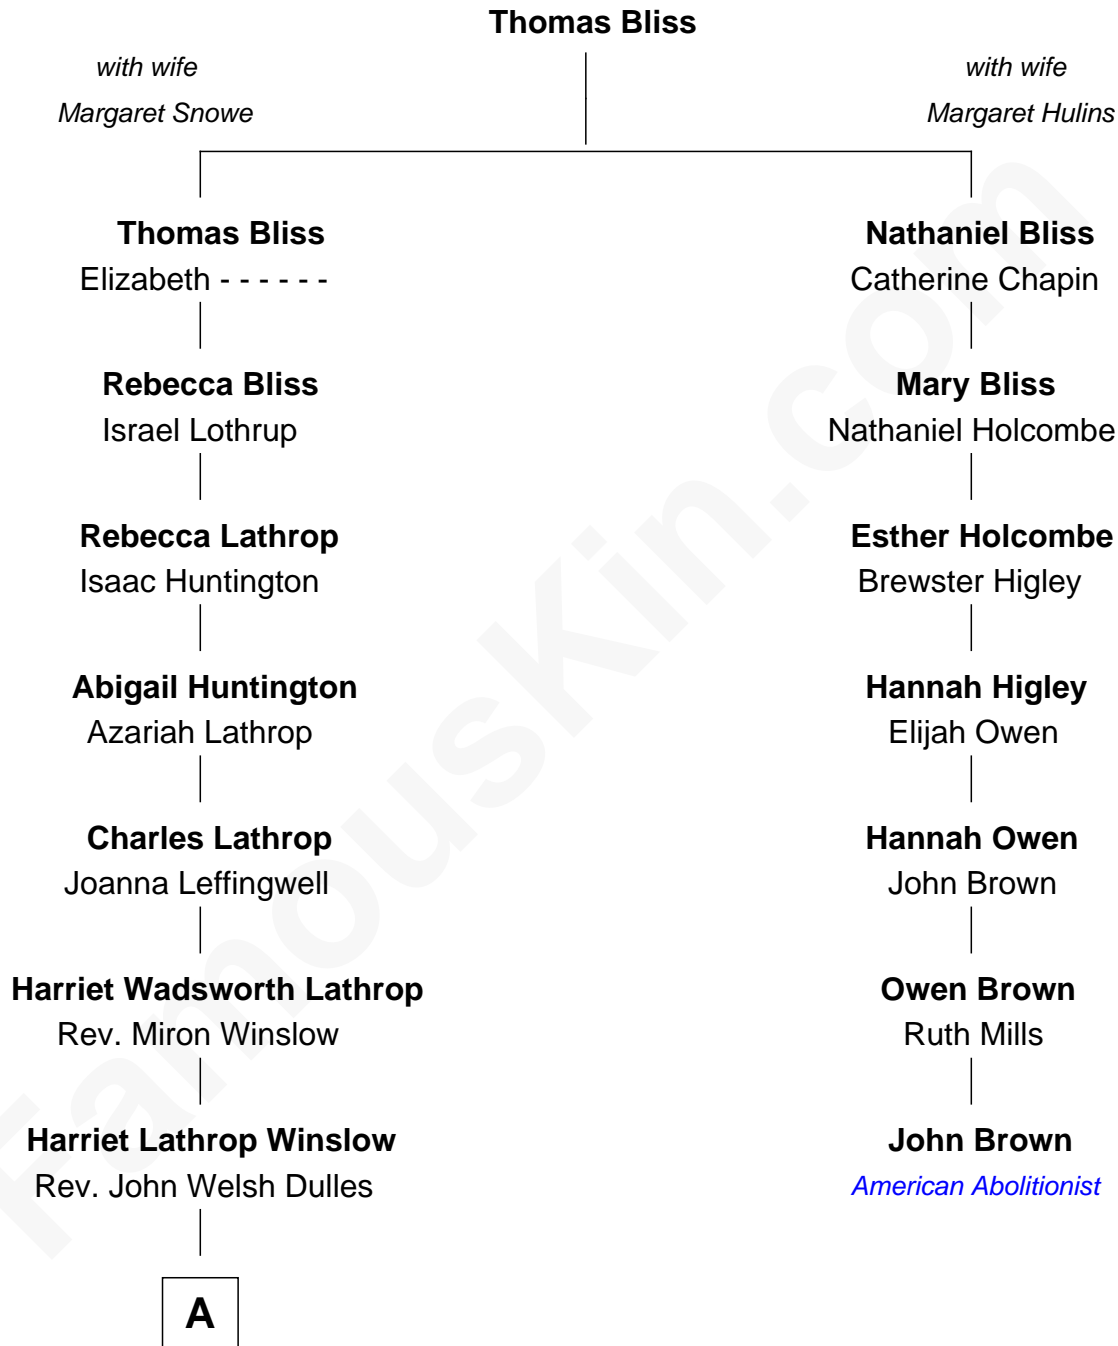 Thomas Bliss
with wife
Margaret Snowe
with wife
Margaret Hulins
Thomas Bliss
Elizabeth - - - - - -
Nathaniel Bliss
Catherine Chapin
Rebecca Bliss
Israel Lothrup
Mary Bliss
Nathaniel Holcombe
Rebecca Lathrop
Isaac Huntington
Esther Holcombe
Brewster Higley
Abigail Huntington
Azariah Lathrop
Hannah Higley
Elijah Owen
Charles Lathrop
Joanna Leffingwell
Hannah Owen
John Brown
Harriet Wadsworth Lathrop
Rev. Miron Winslow
Owen Brown
Ruth Mills
Harriet Lathrop Winslow
Rev. John Welsh Dulles
John Brown
American Abolitionist
A
FamousKin.com